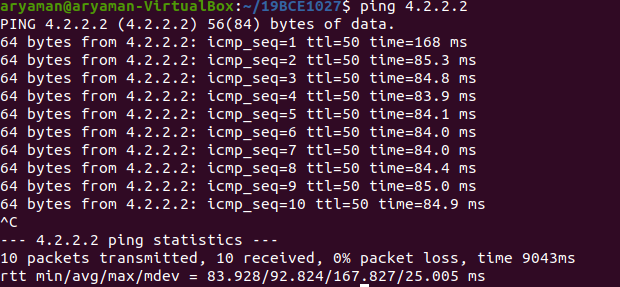 aryaman@aryaman-VirtualBox:~/19BCE1027$ ping 4.2.2.2
PING 4.2.2.2 (4.2.2.2) 56(84) bytes of data.
64 bytes from 4.2.2.2: icmp_seq=1 ttl=50 time=168 ms
64 bytes from 4.2.2.2: icmp_seq=2 ttl=50 time=85.3 ms
64 bytes from 4.2.2.2: icmp_seq=3 ttl=50 time=84.8 ms
64 bytes from 4.2.2.2: icmp_seq=4 ttl=50 time=83.9 ms
64 bytes from 4.2.2.2: icmp_seq=5 ttl=50 time=84.1 ms
64 bytes from 4.2.2.2: icmp_seq=6 ttl=50 time=84.0 ms
64 bytes from 4.2.2.2: icmp_seq=7 ttl=50 time=84.0 ms
64 bytes from 4.2.2.2: icmp_seq=8 ttl=50 time=84.4 ms
64 bytes from 4.2.2.2: icmp_seq=9 ttl=50 time=85.0 ms
64 bytes from 4.2.2.2: icmp_seq=10 ttl=50 time=84.9 ms
^C
--- 4.2.2.2 ping statistics ---
10 packets transmitted, 10 received, 0% packet loss, time 9043ms
rtt min/avg/max/mdev = 83.928/92.824/167.827/25.005 ms